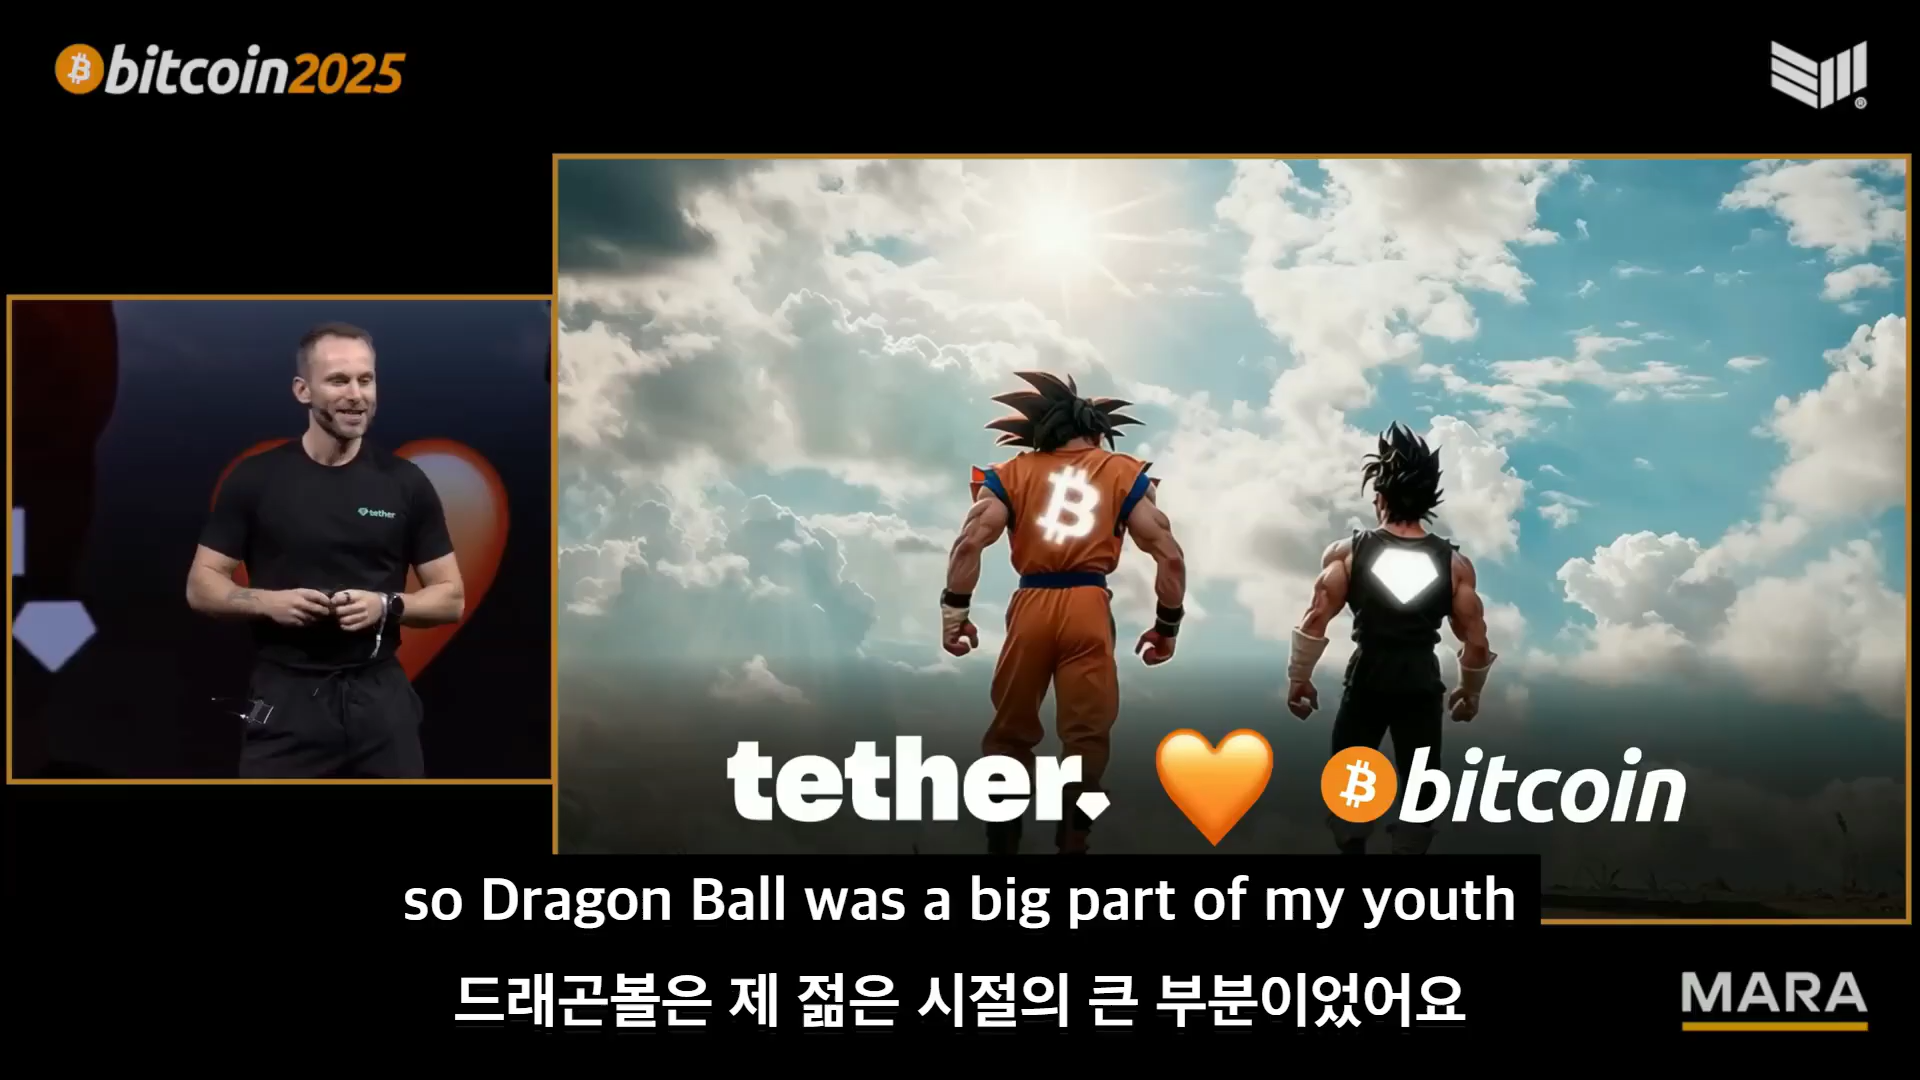 bitcoin2025
tether
tether.
bitcoin
so Dragon Ball was a big part of my youth
드래곤볼은 제 젊은 시절의 큰 부분이었어요
MARA